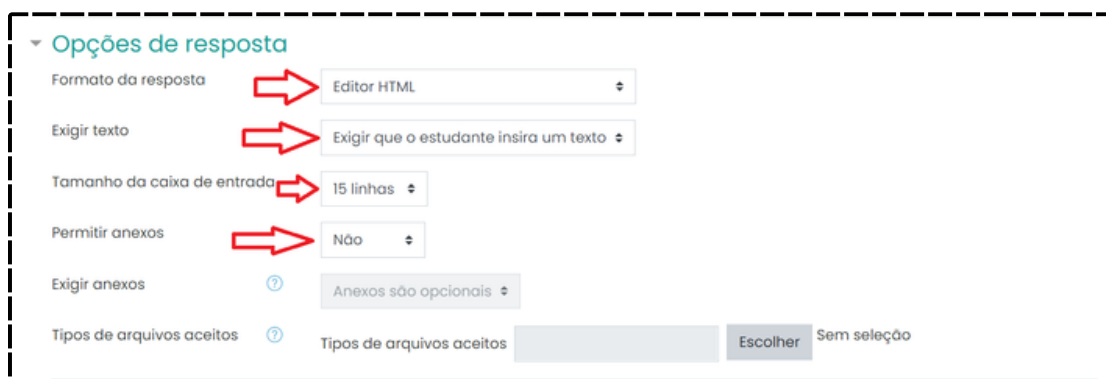 Opções de resposta
Formato da resposta Editor HTML
Exigir texto Exigir que o estudante insira um texto
Tamanho da caixa de entrada 15 linhas
Permitir anexos Não
Exigir anexos Anexos são opcionais
Tipos de arquivos aceitos Tipos de arquivos aceitos Escolher Sem seleção